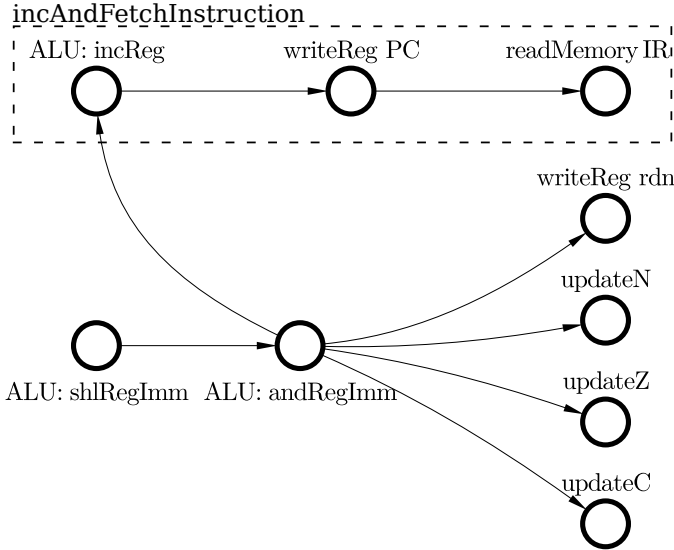 incAndFetchInstruction
ALU: incReg
writeReg PC
readMemory IR
writeReg rdn
updateN
ALU: shlRegImm
ALU: andRegImm
updateZ
updateC